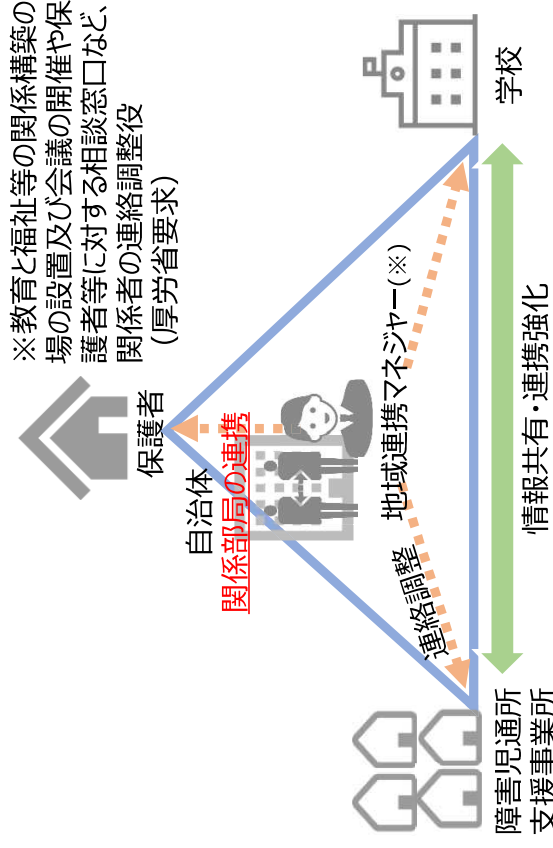 ※教育と福祉等の関係構築の
場の設置及び会議の開催や保
護者等に対する相談窓口など、
関係者の連絡調整役
(厚労省要求)
保護者
自治体
関係部局の連携
地域連携マネジャー(※)
連絡調整
学校
障害児通所
支援事業所
情報共有・連携強化